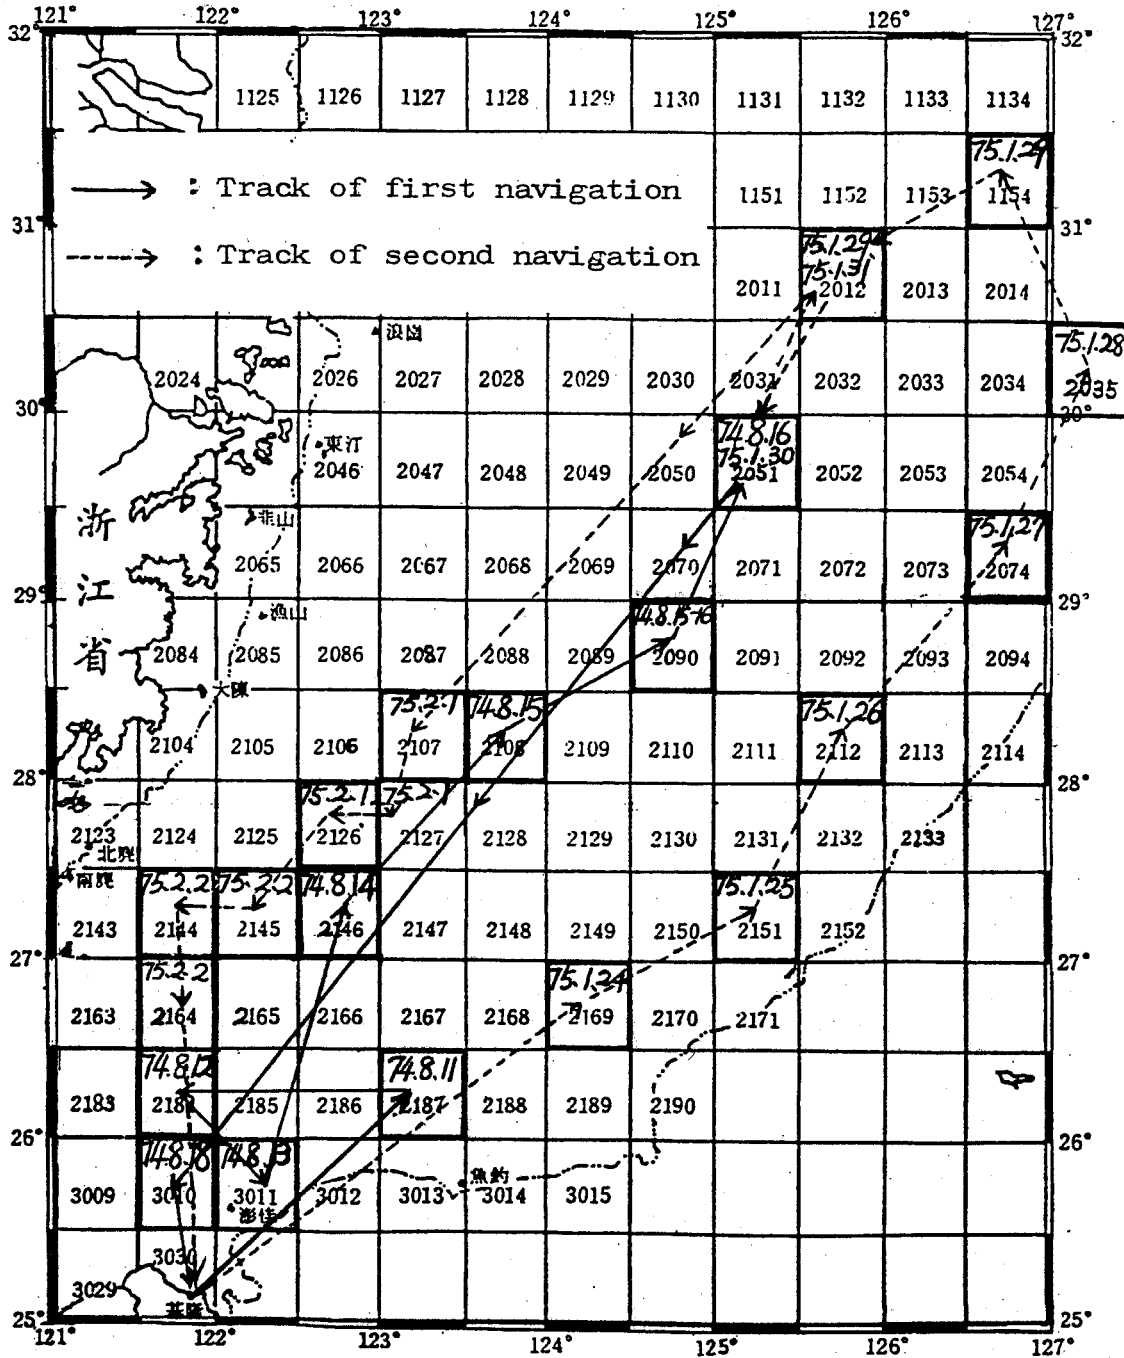 121° 122° 123° 124° 125° 126° 127°
32° 32°
1125 1126 1127 1128 1129 1130 1131 1132 1133 1134
75.1.29
→ : Track of first navigation
1151 1152 1153 1154
31° 31°
--→ : Track of second navigation
75.1.29
75.1.31
2011 2012 2013 2014
浪崗
75.1.28
2024 2026 2027 2028 2029 2030 2031 2032 2033 2034 2035
30° 30°
74.8.16
東汀 75.1.30
2046 2047 2048 2049 2050 2051 2052 2053 2054
浙 韭山 75.1.27
2065 2066 2067 2068 2069 2070 2071 2072 2073 2074
江
29° 29°
漁山 74.8.15-16
省 2084 2085 2086 2087 2088 2089 2090 2091 2092 2093 2094
大陳
75.2.1 74.8.15 75.1.26
2104 2105 2106 2107 2108 2109 2110 2111 2112 2113 2114
28° 28°
75.2.1 75.2.1
2123 2124 2125 2126 2127 2128 2129 2130 2131 2132 2133
北麂
南麂 75.2.2 75.2.2 74.8.14 75.1.25
2143 2144 2145 2146 2147 2148 2149 2150 2151 2152
27° 27°
75.2.2 75.1.24
2163 2164 2165 2166 2167 2168 2169 2170 2171
74.8.12 74.8.11
2183 2184 2185 2186 2187 2188 2189 2190
26° 26°
74.8.18 74.8.13
魚釣
3009 3010 3011 3012 3013 3014 3015
彭佳
3030
3029
基隆
25° 25°
121° 122° 123° 124° 125° 126° 127°